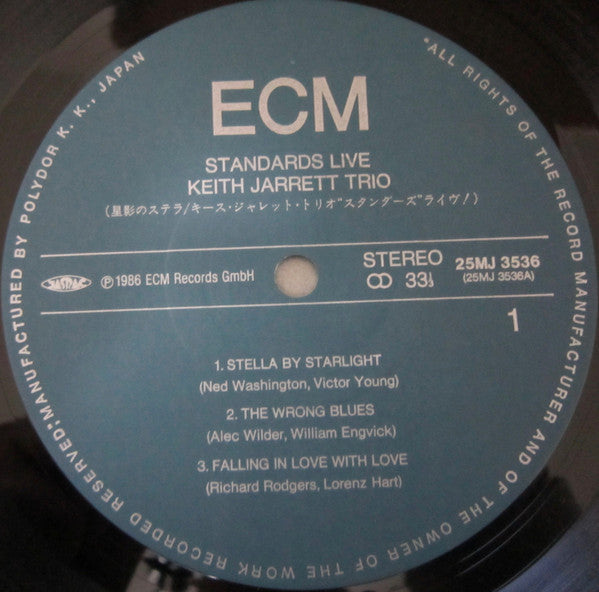 ECM
STANDARDS LIVE
KEITH JARRETT TRIO
(星影のステラ/キース・ジャレット・トリオ"スタンダーズ"ライヴ!)
JASRAC
Ⓟ1986 ECM Records GmbH
STEREO
33⅓
25MJ 3536
(25MJ 3536A)
1
1. STELLA BY STARLIGHT
(Ned Washington, Victor Young)
2. THE WRONG BLUES
(Alec Wilder, William Engvick)
3. FALLING IN LOVE WITH LOVE
(Richard Rodgers, Lorenz Hart)
"ALL RIGHTS OF THE RECORD MANUFACTURER AND OF THE OWNER OF THE WORK RECORDED RESERVED" MANUFACTURED BY POLYDOR K. K., JAPAN